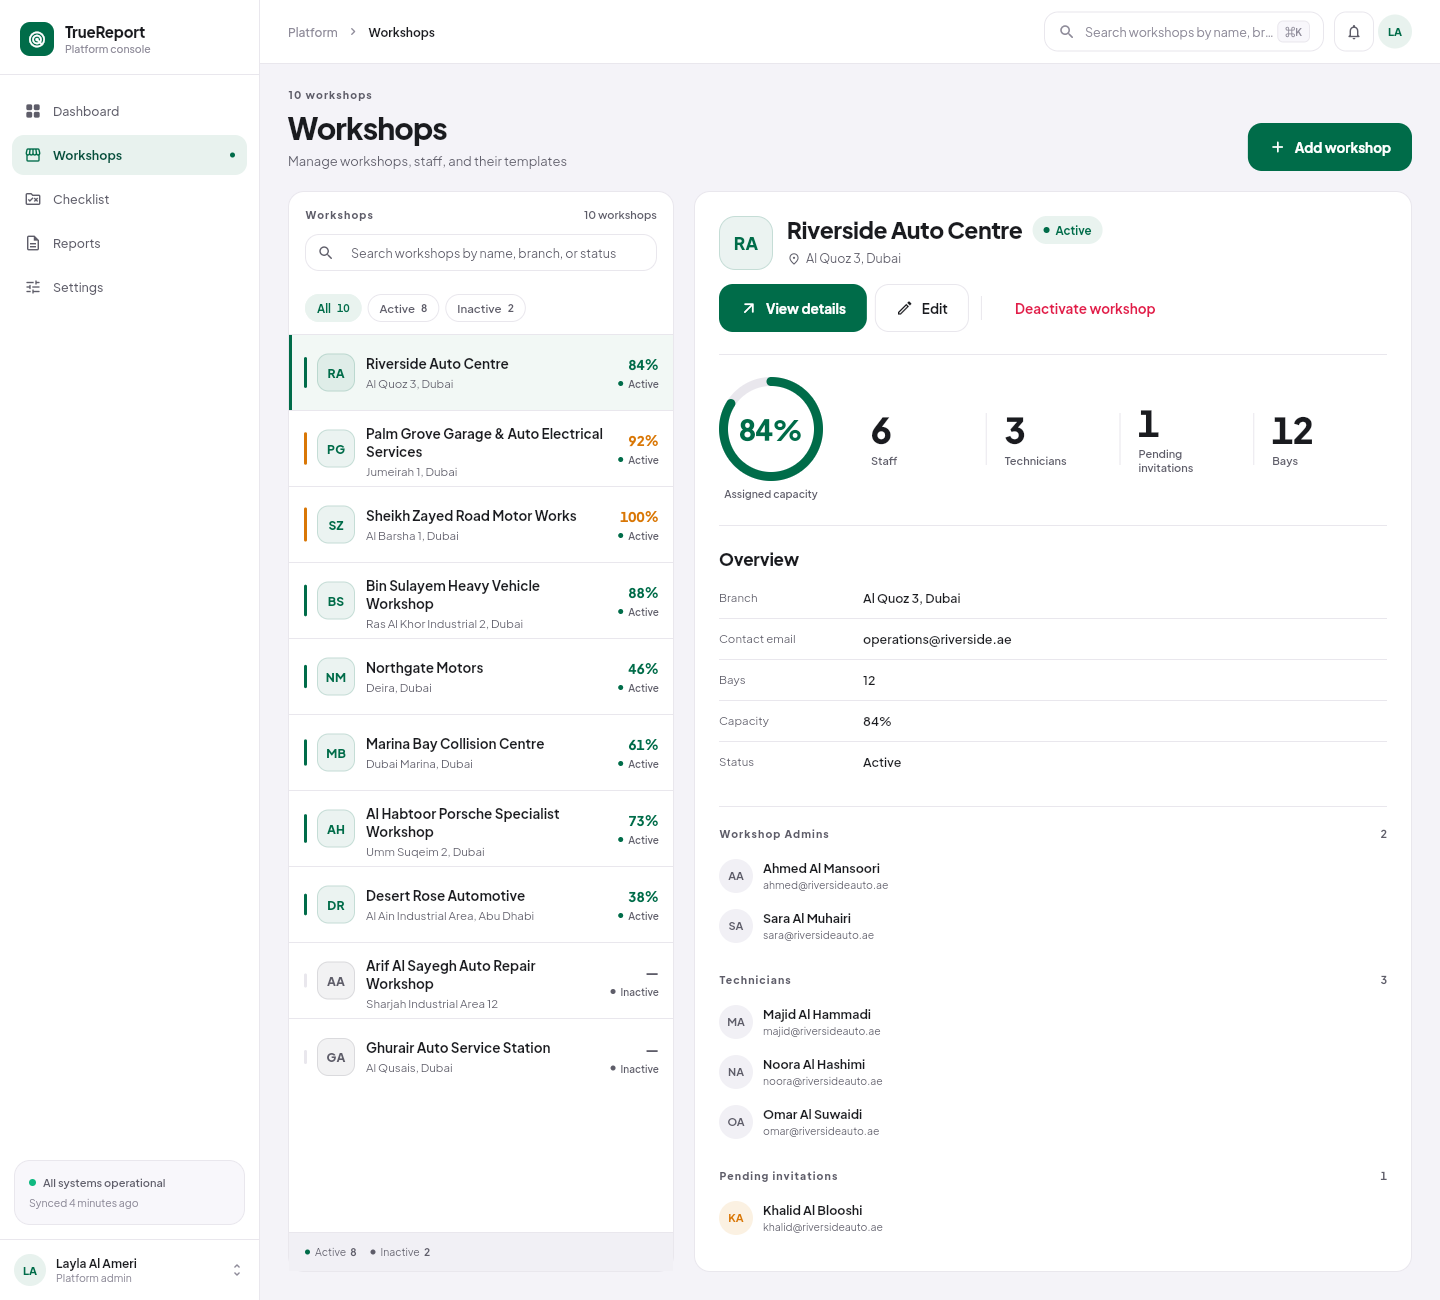 TrueReport
Platform console
Dashboard
Workshops
Checklist
Reports
Settings
All systems operational
Synced 4 minutes ago
LA
Layla Al Ameri
Platform admin
Platform > Workshops
Search workshops by name, br...
⌘K
LA
10 workshops
Workshops
Manage workshops, staff, and their templates
+ Add workshop
Workshops
10 workshops
Search workshops by name, branch, or status
All 10
Active 8
Inactive 2
RA
Riverside Auto Centre
Al Quoz 3, Dubai
84%
Active
PG
Palm Grove Garage & Auto Electrical
Services
Jumeirah 1, Dubai
92%
Active
SZ
Sheikh Zayed Road Motor Works
Al Barsha 1, Dubai
100%
Active
BS
Bin Sulayem Heavy Vehicle
Workshop
Ras Al Khor Industrial 2, Dubai
88%
Active
NM
Northgate Motors
Deira, Dubai
46%
Active
MB
Marina Bay Collision Centre
Dubai Marina, Dubai
61%
Active
AH
Al Habtoor Porsche Specialist
Workshop
Umm Suqeim 2, Dubai
73%
Active
DR
Desert Rose Automotive
Al Ain Industrial Area, Abu Dhabi
38%
Active
AA
Arif Al Sayegh Auto Repair
Workshop
Sharjah Industrial Area 12
—
Inactive
GA
Ghurair Auto Service Station
Al Qusais, Dubai
—
Inactive
Active 8
Inactive 2
RA
Riverside Auto Centre
Active
Al Quoz 3, Dubai
View details
Edit
Deactivate workshop
84%
Assigned capacity
6
Staff
3
Technicians
1
Pending
invitations
12
Bays
Overview
Branch
Al Quoz 3, Dubai
Contact email
operations@riverside.ae
Bays
12
Capacity
84%
Status
Active
Workshop Admins
2
AA
Ahmed Al Mansoori
ahmed@riversideauto.ae
SA
Sara Al Muhairi
sara@riversideauto.ae
Technicians
3
MA
Majid Al Hammadi
majid@riversideauto.ae
NA
Noora Al Hashimi
noora@riversideauto.ae
OA
Omar Al Suwaidi
omar@riversideauto.ae
Pending invitations
1
KA
Khalid Al Blooshi
khalid@riversideauto.ae